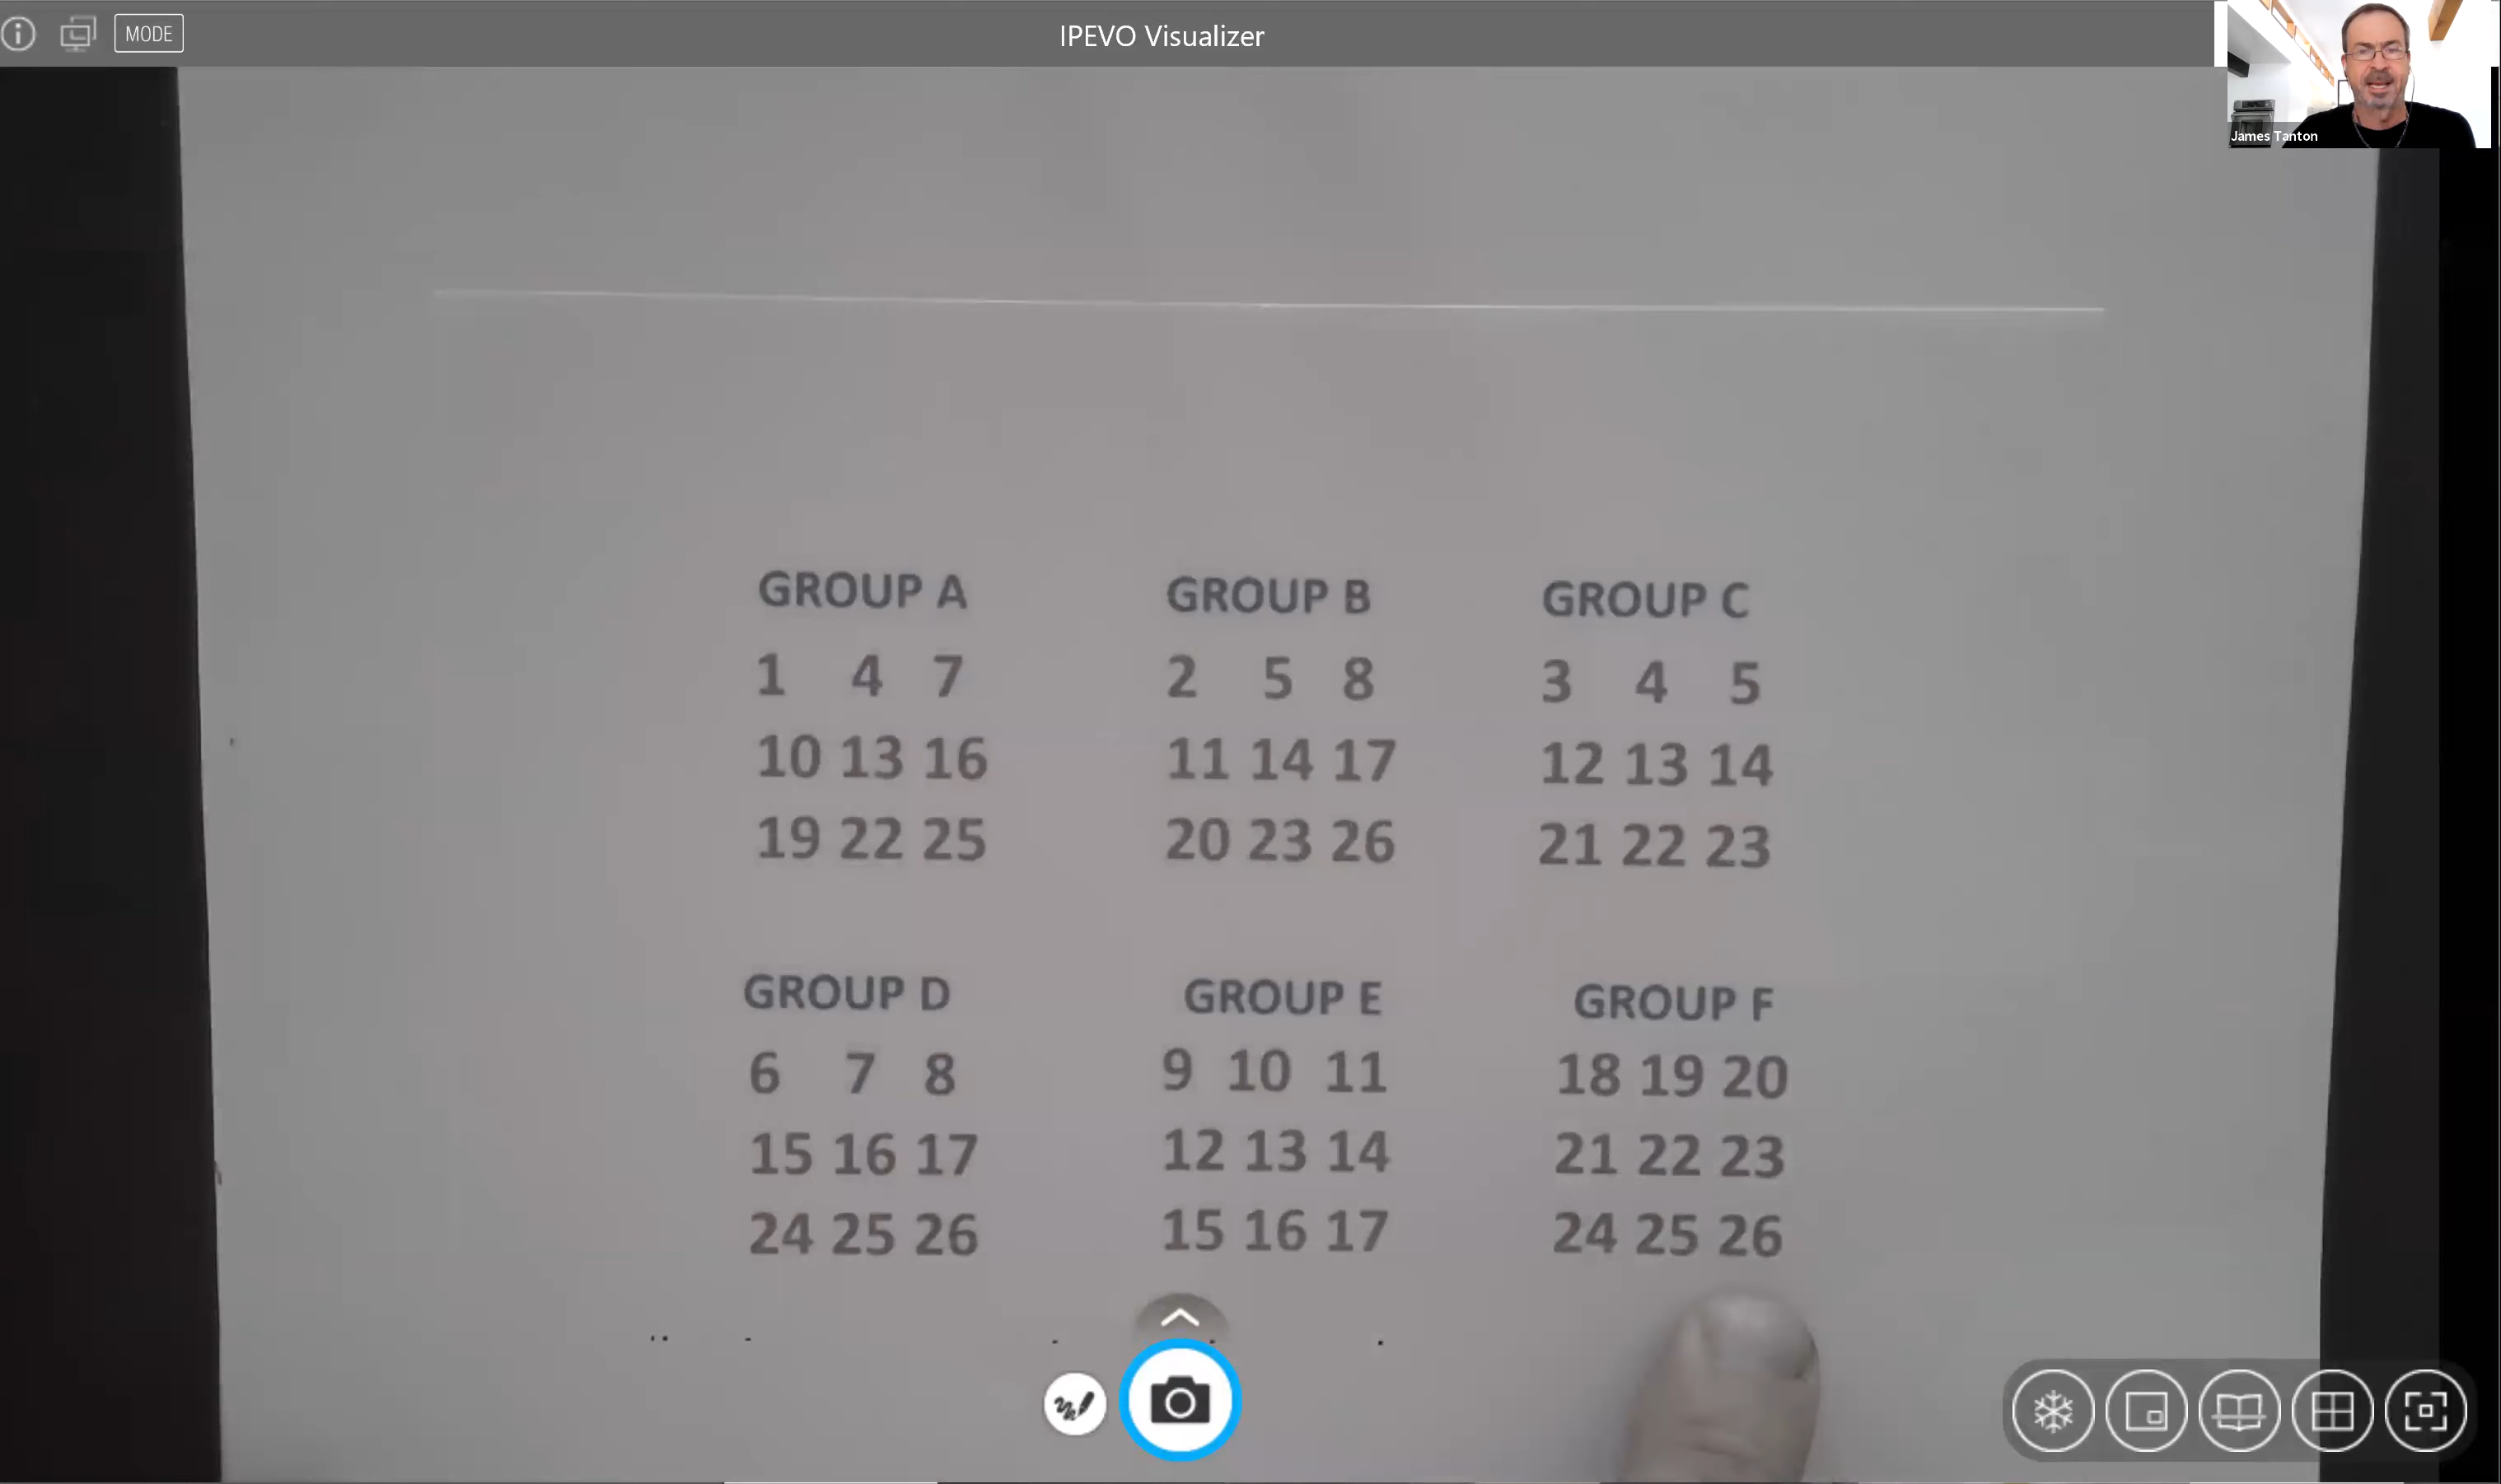 MODE
IPEVO Visualizer
James Tanton
GROUP A
1 4 7
10 13 16
19 22 25
GROUP B
2 5 8
11 14 17
20 23 26
GROUP C
3 4 5
12 13 14
21 22 23
GROUP D
6 7 8
15 16 17
24 25 26
GROUP E
9 10 11
12 13 14
15 16 17
GROUP F
18 19 20
21 22 23
24 25 26